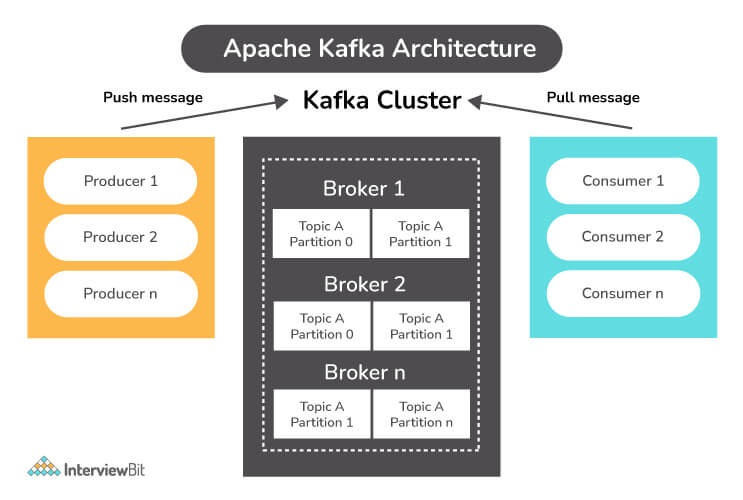 Apache Kafka Architecture
Push message
Kafka Cluster
Pull message
Producer 1
Producer 2
Producer n
Broker 1
Topic A
Partition 0
Topic A
Partition 1
Broker 2
Topic A
Partition 0
Topic A
Partition 1
Broker n
Topic A
Partition 1
Topic A
Partition n
Consumer 1
Consumer 2
Consumer n
InterviewBit